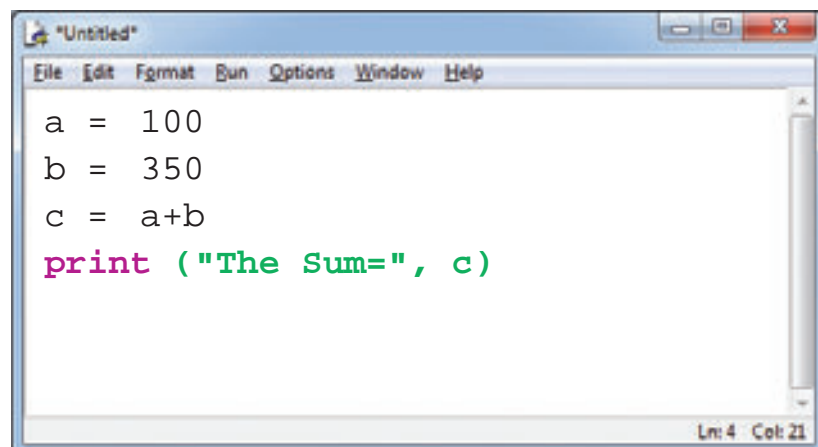 *Untitled*
File Edit Format Run Options Window Help
a = 100
b = 350
c = a+b
print ("The Sum=", c)
Ln: 4 Col: 21